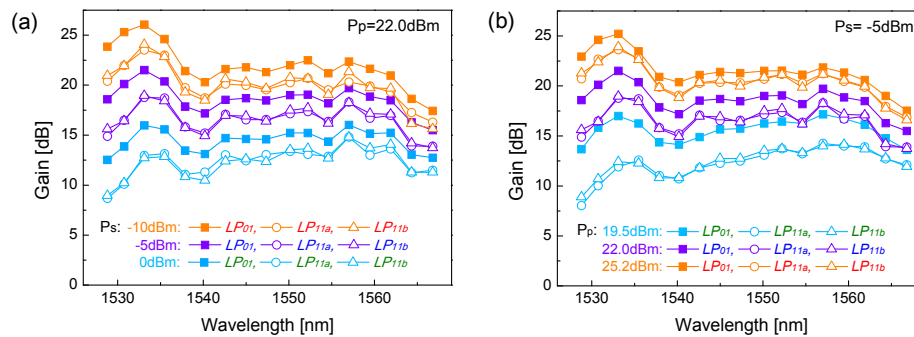 (a)
Pp=22.0dBm
Gain [dB]
25
20
15
10
5
0
Ps: -10dBm: LP01, LP11a, LP11b
-5dBm: LP01, LP11a, LP11b
0dBm: LP01, LP11a, LP11b
1530 1540 1550 1560
Wavelength [nm]
(b)
Ps= -5dBm
Gain [dB]
25
20
15
10
5
0
Pp: 19.5dBm: LP01, LP11a, LP11b
22.0dBm: LP01, LP11a, LP11b
25.2dBm: LP01, LP11a, LP11b
1530 1540 1550 1560
Wavelength [nm]